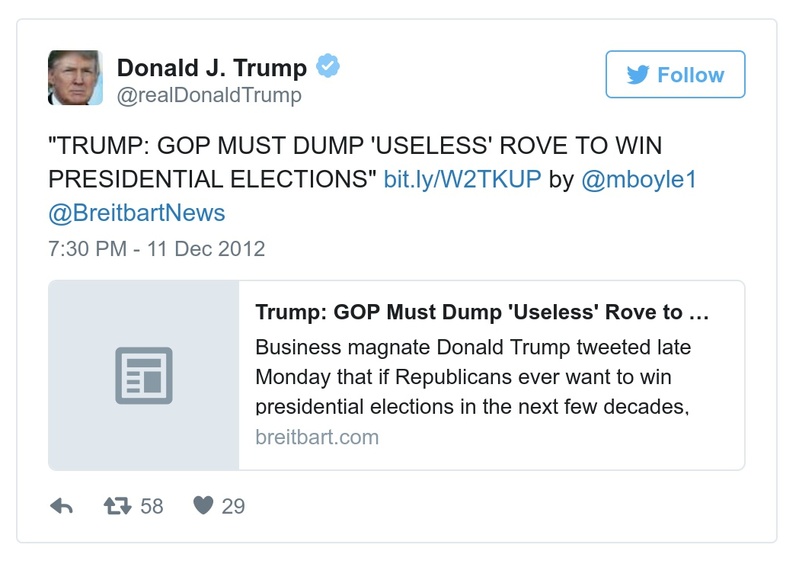 Donald J. Trump
@realDonaldTrump
Follow
"TRUMP: GOP MUST DUMP 'USELESS' ROVE TO WIN
PRESIDENTIAL ELECTIONS" bit.ly/W2TKUP by @mboyle1
@BreitbartNews
7:30 PM - 11 Dec 2012
Trump: GOP Must Dump 'Useless' Rove to …
Business magnate Donald Trump tweeted late
Monday that if Republicans ever want to win
presidential elections in the next few decades,
breitbart.com
58 29